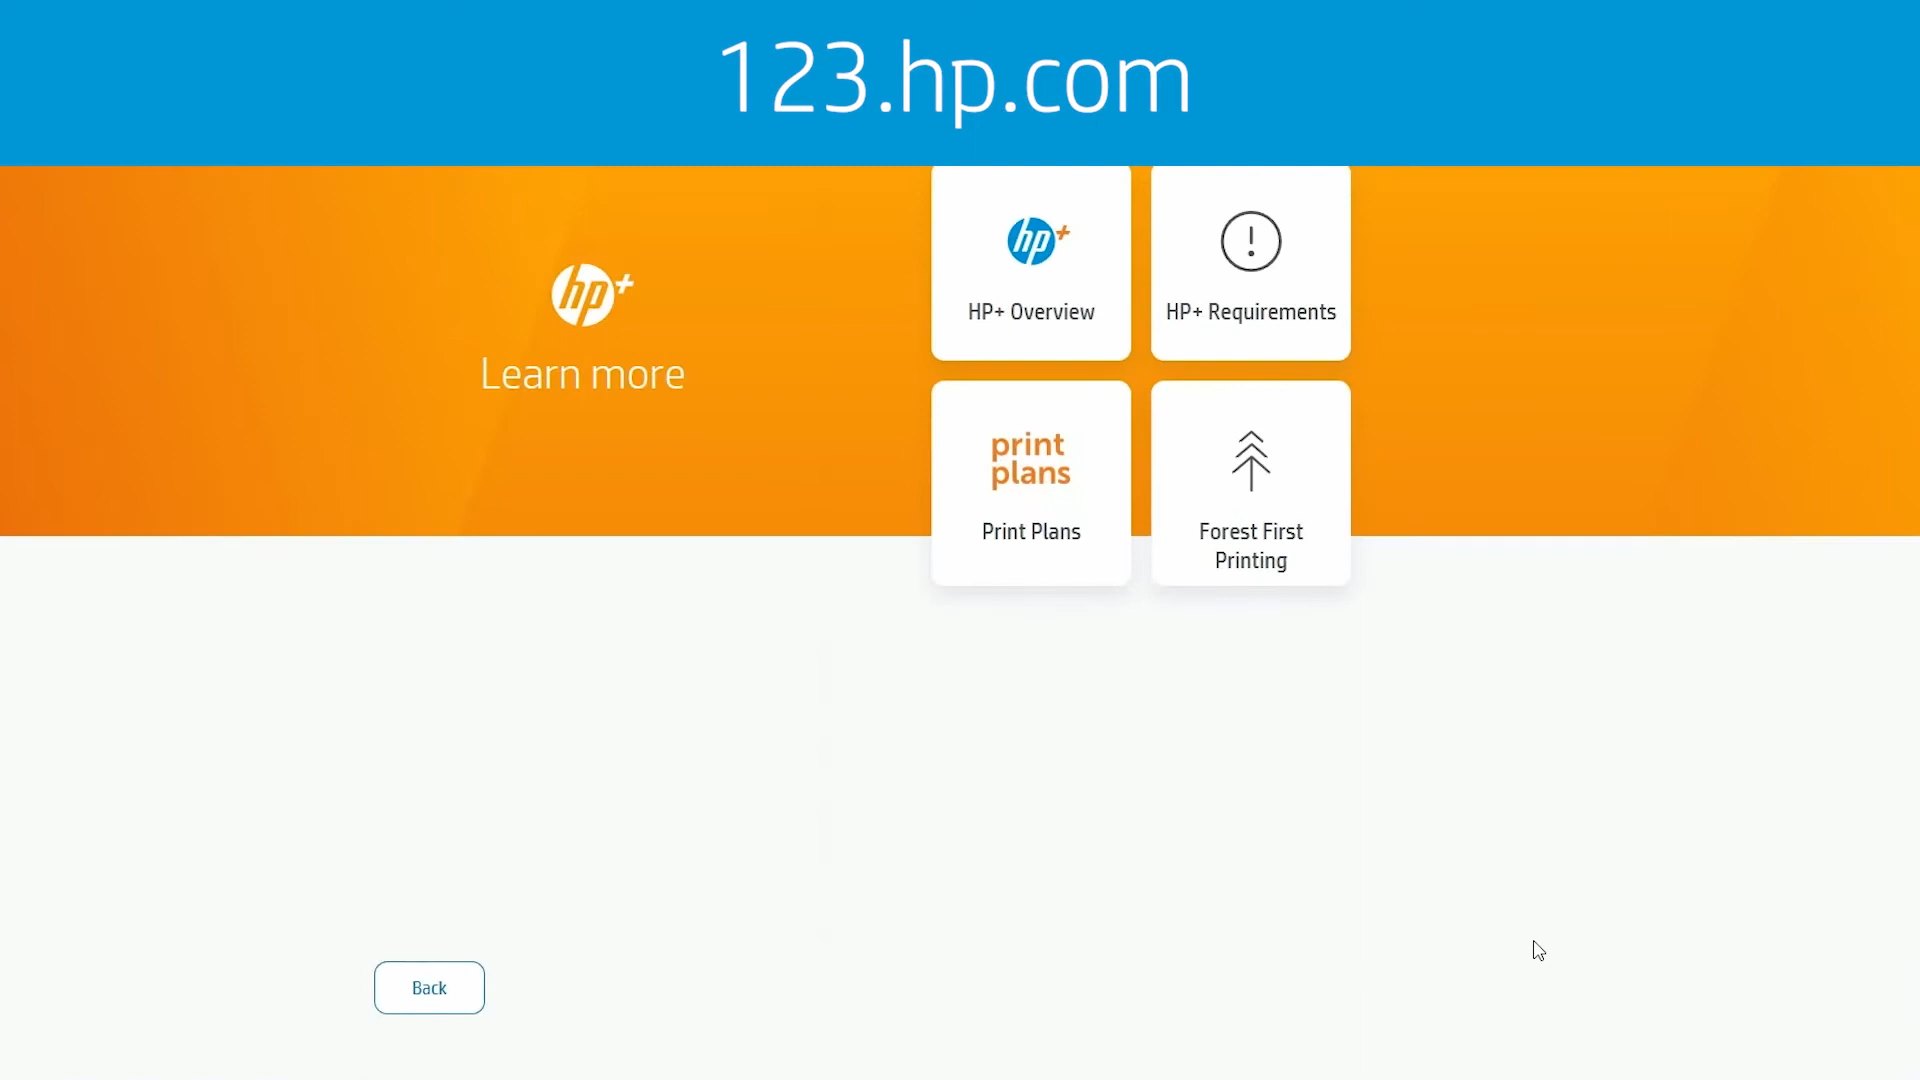 123.hp.com
hp+
Learn more
hp+
HP+ Overview
!
HP+ Requirements
print
plans
Print Plans
Forest First
Printing
Back